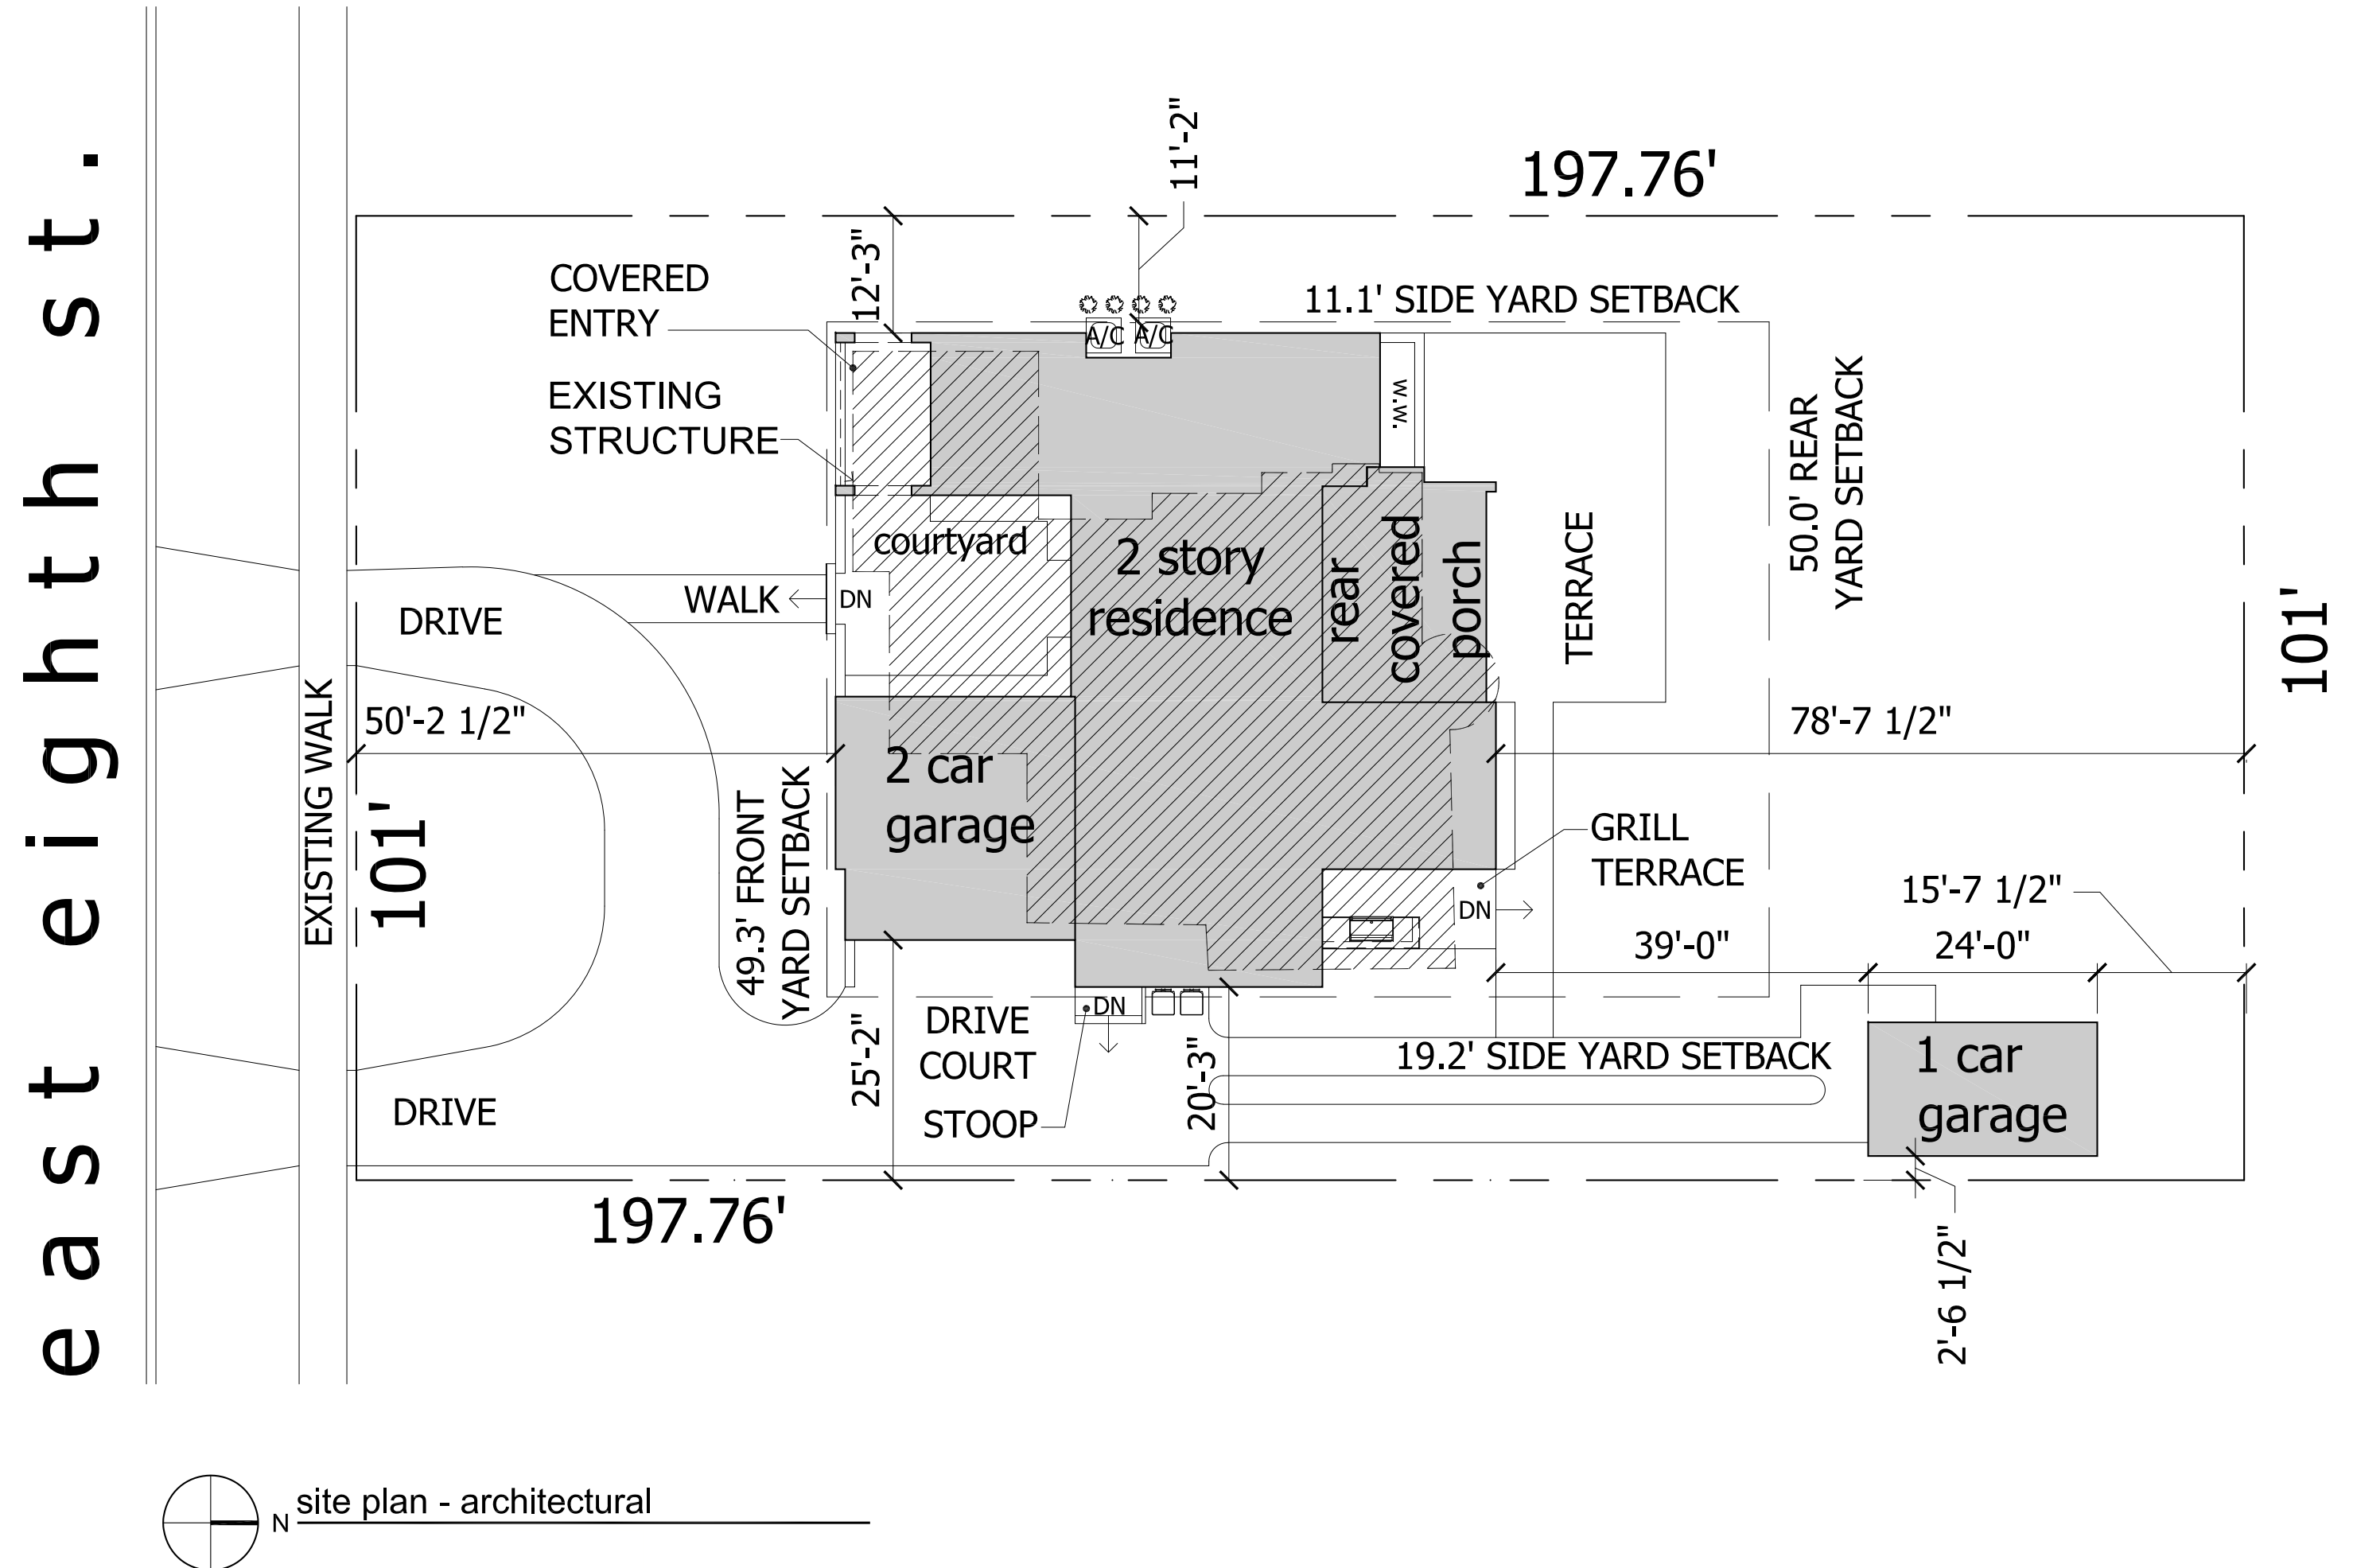 east eighth st.
11'-2"
197.76'
12'-3"
COVERED
ENTRY
11.1' SIDE YARD SETBACK
A/C
A/C
EXISTING
STRUCTURE
w.w.
50.0' REAR
YARD SETBACK
courtyard
2 story
residence
rear
covered
porch
TERRACE
WALK
DN
DRIVE
101'
EXISTING WALK
50'-2 1/2"
78'-7 1/2"
2 car
garage
101'
49.3' FRONT
YARD SETBACK
GRILL
TERRACE
DN
15'-7 1/2"
39'-0"
24'-0"
DN
DRIVE
COURT
25'-2"
20'-3"
19.2' SIDE YARD SETBACK
1 car
garage
DRIVE
STOOP
197.76'
2'-6 1/2"
N
site plan - architectural